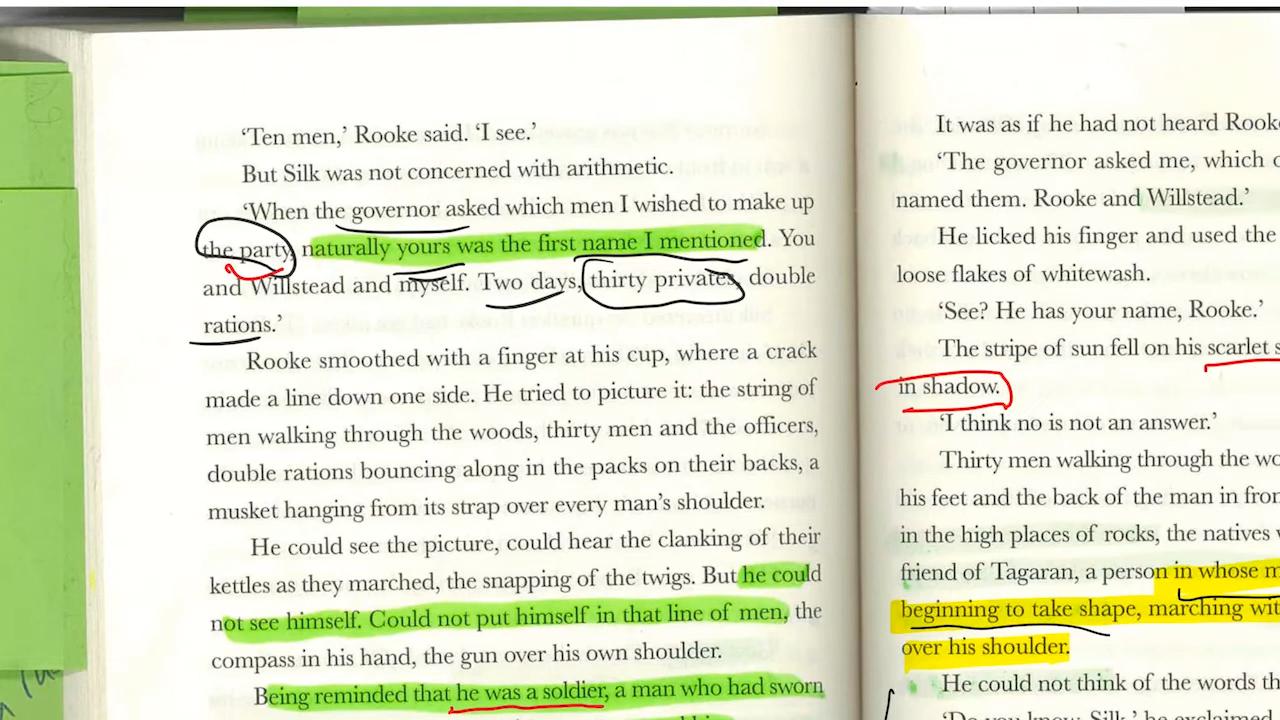 ‘Ten men,’ Rooke said. ‘I see.’
But Silk was not concerned with arithmetic.
‘When the governor asked which men I wished to make up
the party, naturally yours was the first name I mentioned. You
and Willstead and myself. Two days, thirty privates, double
rations.’
Rooke smoothed with a finger at his cup, where a crack
made a line down one side. He tried to picture it: the string of
men walking through the woods, thirty men and the officers,
double rations bouncing along in the packs on their backs, a
musket hanging from its strap over every man’s shoulder.
He could see the picture, could hear the clanking of their
kettles as they marched, the snapping of the twigs. But he could
not see himself. Could not put himself in that line of men, the
compass in his hand, the gun over his own shoulder.
Being reminded that he was a soldier, a man who had sworn
It was as if he had not heard Rooke
‘The governor asked me, which
named them. Rooke and Willstead.’
He licked his finger and used the
loose flakes of whitewash.
‘See? He has your name, Rooke.’
The stripe of sun fell on his scarlet
in shadow.
‘I think no is not an answer.’
Thirty men walking through the
his feet and the back of the man in
in the high places of rocks, the natives
friend of Tagaran, a person in whose
beginning to take shape, marching
over his shoulder.
He could not think of the words
‘Do you know, Silk,’ he exclaimed